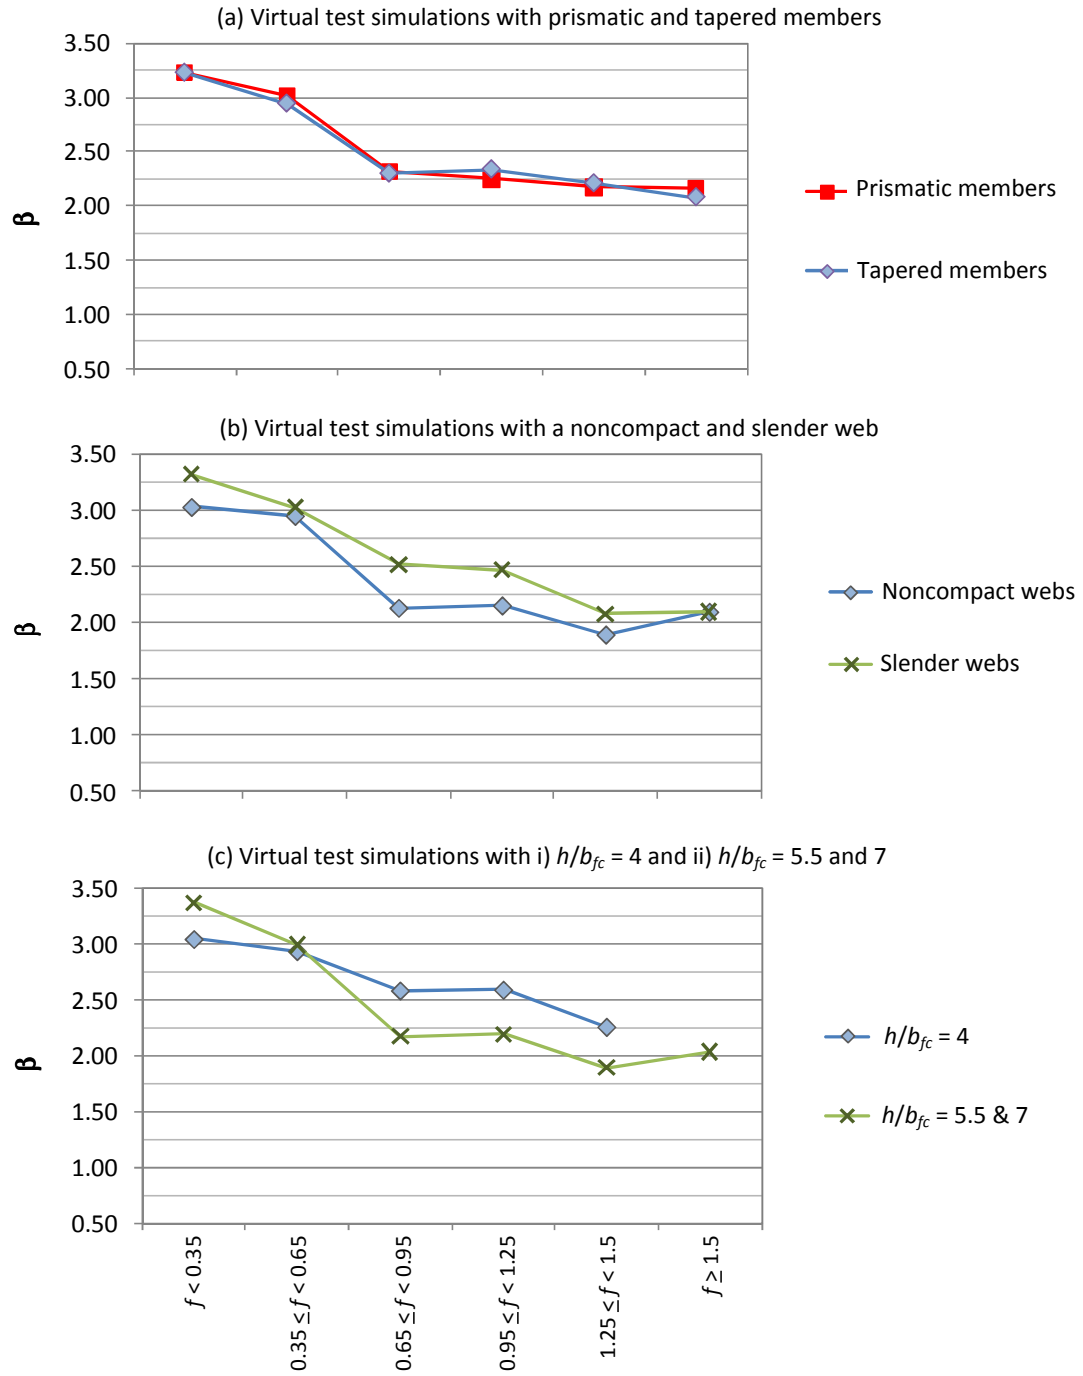 (a) Virtual test simulations with prismatic and tapered members
3.50
3.00
2.50
2.00
1.50
1.00
0.50
β
Prismatic members
Tapered members
(b) Virtual test simulations with a noncompact and slender web
3.50
3.00
2.50
2.00
1.50
1.00
0.50
β
Noncompact webs
Slender webs
(c) Virtual test simulations with i) h/bfc = 4 and ii) h/bfc = 5.5 and 7
3.50
3.00
2.50
2.00
1.50
1.00
0.50
β
h/bfc = 4
h/bfc = 5.5 & 7
f < 0.35
0.35 ≤ f < 0.65
0.65 ≤ f < 0.95
0.95 ≤ f < 1.25
1.25 ≤ f < 1.5
f ≥ 1.5